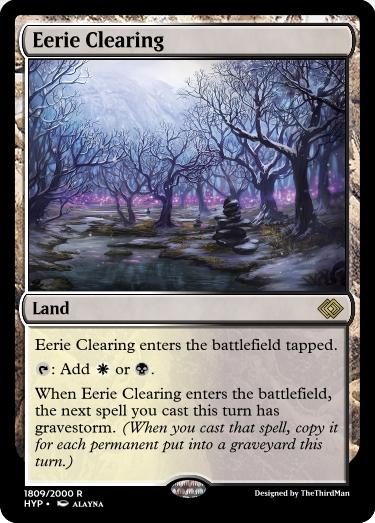 Eerie Clearing
Land
Eerie Clearing enters the battlefield tapped.
: Add or .
When Eerie Clearing enters the battlefield,
the next spell you cast this turn has
gravestorm. (When you cast that spell, copy it
for each permanent put into a graveyard this
turn.)
1809/2000 R
HYP • ALAYNA
Designed by TheThirdMan